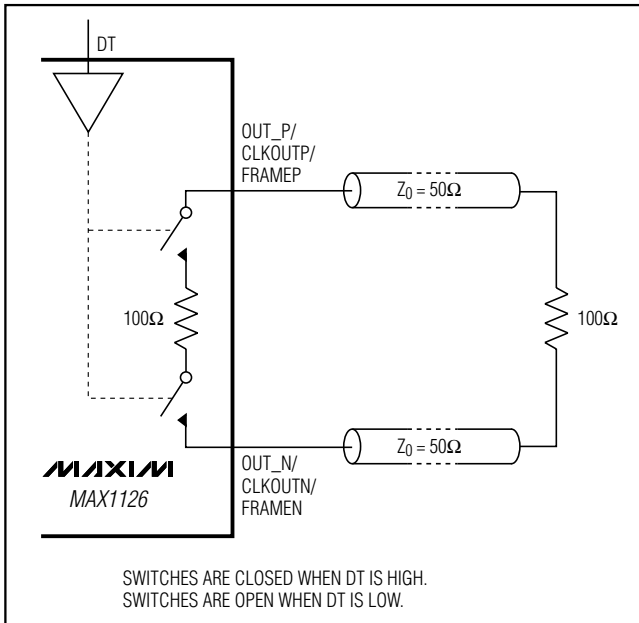 DT
OUT_P/
CLKOUTP/
FRAMEP
Z0 = 50Ω
100Ω
100Ω
Z0 = 50Ω
OUT_N/
CLKOUTN/
FRAMEN
MAXIM
MAX1126
SWITCHES ARE CLOSED WHEN DT IS HIGH.
SWITCHES ARE OPEN WHEN DT IS LOW.